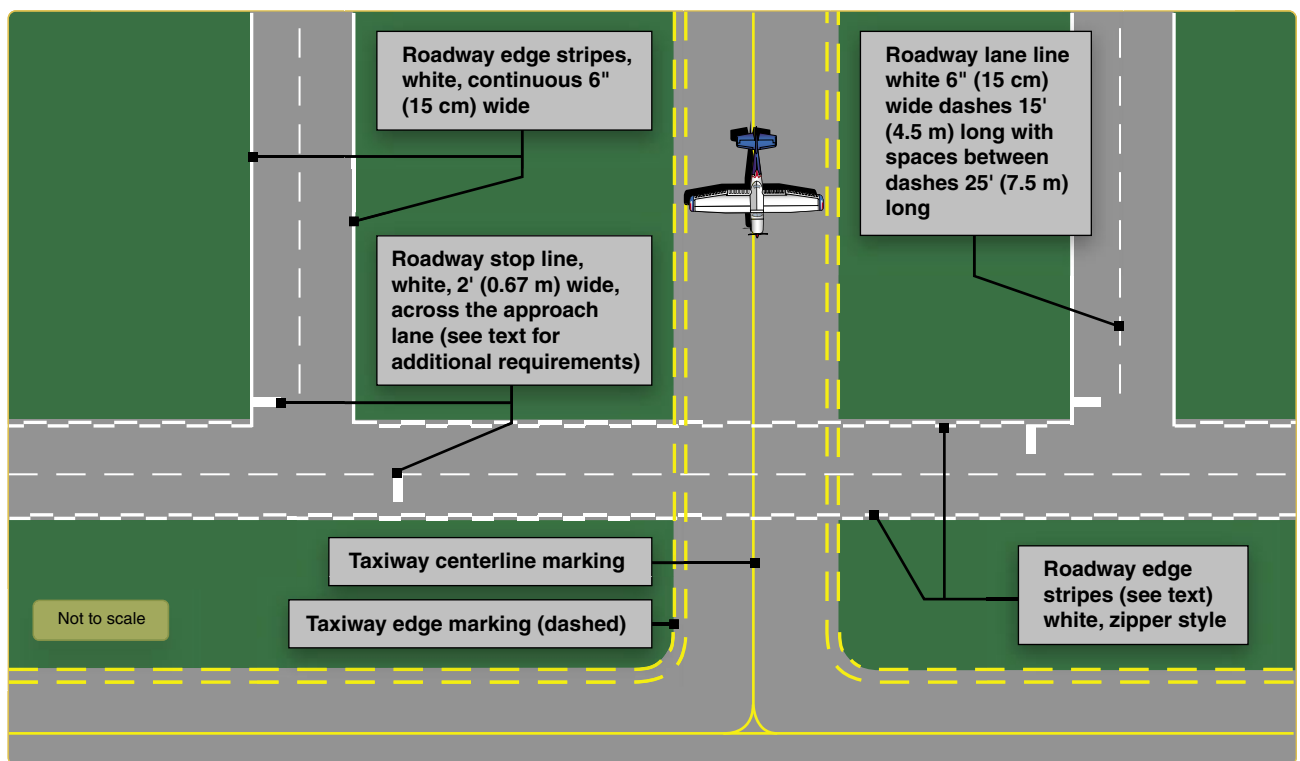 Roadway edge stripes,
white, continuous 6"
(15 cm) wide
Roadway lane line
white 6" (15 cm)
wide dashes 15'
(4.5 m) long with
spaces between
dashes 25' (7.5 m)
long
Roadway stop line,
white, 2' (0.67 m) wide,
across the approach
lane (see text for
additional requirements)
Taxiway centerline marking
Taxiway edge marking (dashed)
Roadway edge
stripes (see text)
white, zipper style
Not to scale